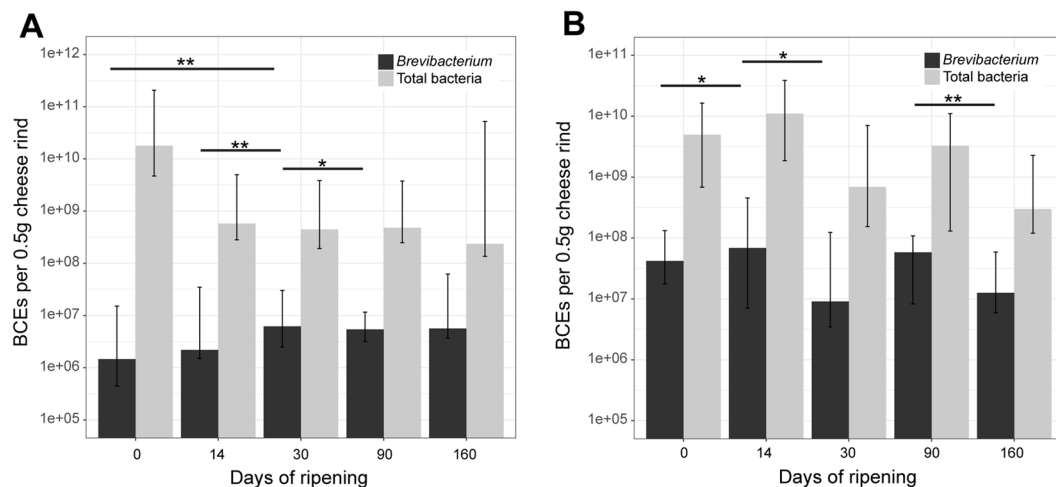 A
BCEs per 0.5g cheese rind
1e+12
1e+11
1e+10
1e+09
1e+08
1e+07
1e+06
1e+05
Brevibacterium
Total bacteria
**
**
*
0 14 30 90 160
Days of ripening
B
BCEs per 0.5g cheese rind
1e+11
1e+10
1e+09
1e+08
1e+07
1e+06
1e+05
Brevibacterium
Total bacteria
*
*
**
0 14 30 90 160
Days of ripening